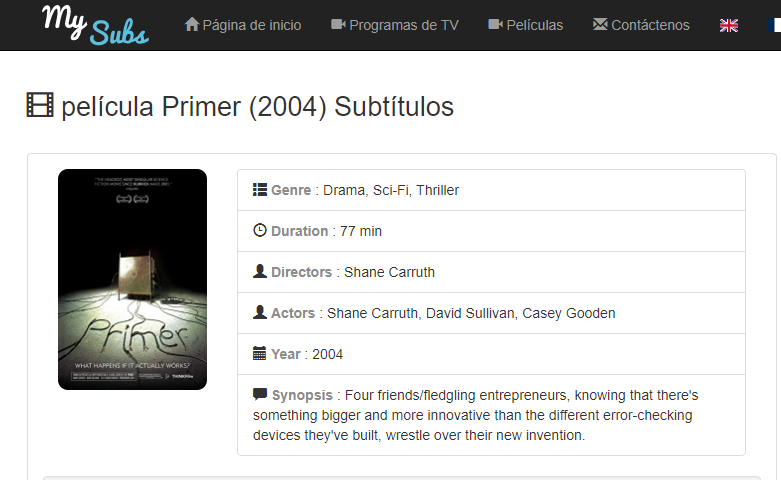 My Subs
Página de inicio
Programas de TV
Películas
Contáctenos
película Primer (2004) Subtítulos
PRIMER
WHAT HAPPENS IF IT ACTUALLY WORKS?
THINKFilm
Genre : Drama, Sci-Fi, Thriller
Duration : 77 min
Directors : Shane Carruth
Actors : Shane Carruth, David Sullivan, Casey Gooden
Year : 2004
Synopsis : Four friends/fledgling entrepreneurs, knowing that there's
something bigger and more innovative than the different error-checking
devices they've built, wrestle over their new invention.